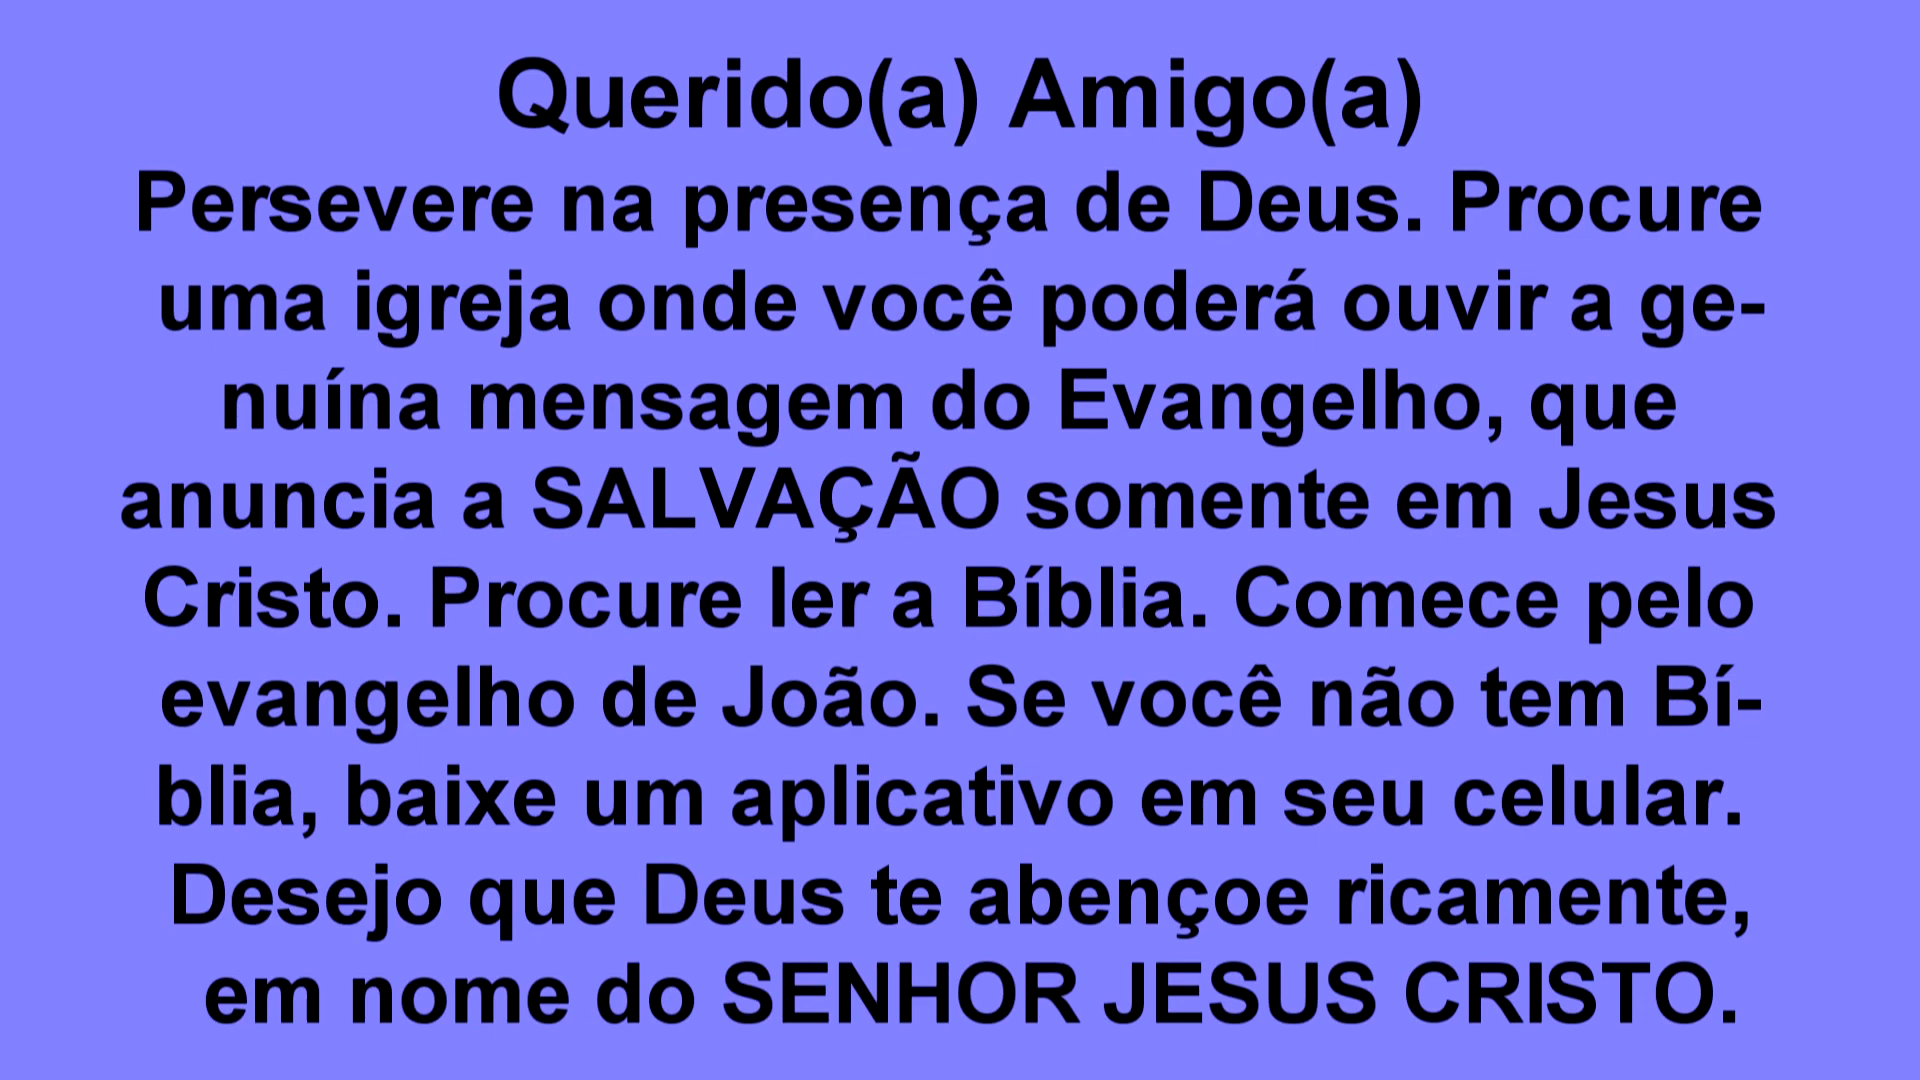 Querido(a) Amigo(a)
Persevere na presença de Deus. Procure
uma igreja onde você poderá ouvir a ge-
nuína mensagem do Evangelho, que
anuncia a SALVAÇÃO somente em Jesus
Cristo. Procure ler a Bíblia. Comece pelo
evangelho de João. Se você não tem Bí-
blia, baixe um aplicativo em seu celular.
Desejo que Deus te abençoe ricamente,
em nome do SENHOR JESUS CRISTO.